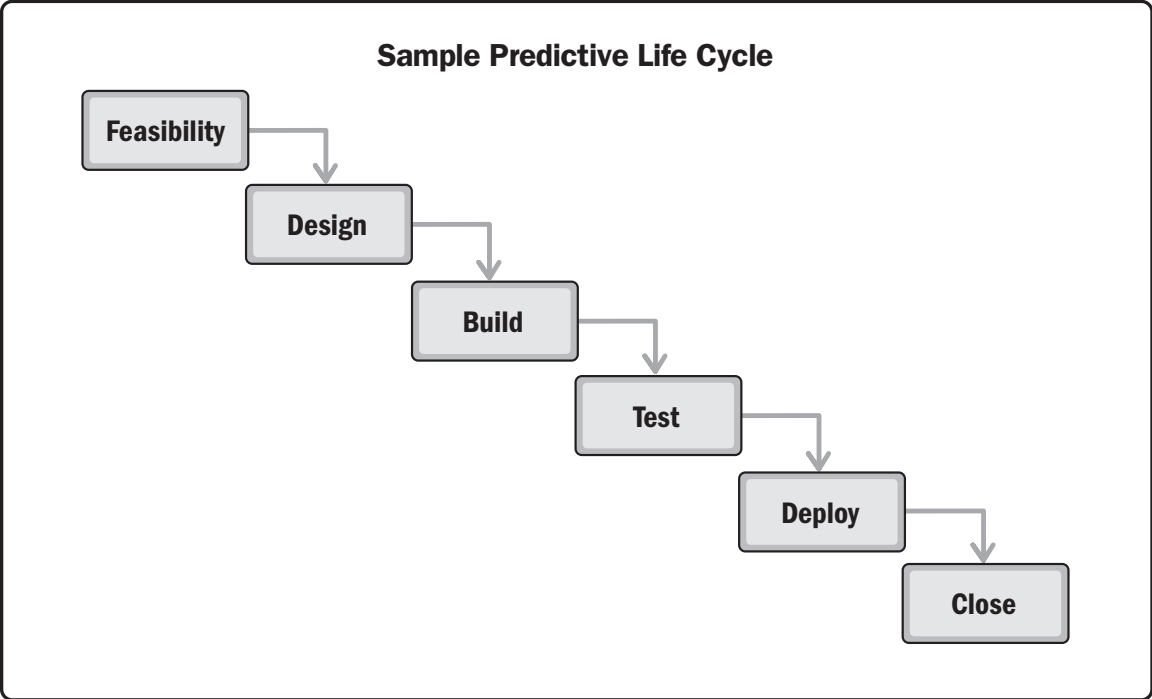 Sample Predictive Life Cycle
Feasibility
Design
Build
Test
Deploy
Close